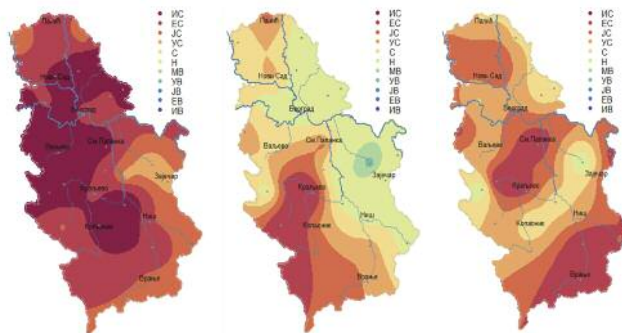 Палић
Нови Сад
Београд
Ваљево
См. Паланка
Зајечар
Краљево
Ниш
Копаоник
Врање
ИС
ЕС
ЈС
УС
С
Н
МВ
УВ
ЈВ
ЕВ
ИВ
Нови Сад
Београд
Ваљево
См. Паланка
Зајечар
Краљево
Ниш
Копаоник
Врање
ИС
ЕС
ЈС
УС
С
Н
МВ
УВ
ЈВ
ЕВ
ИВ
Нови Сад
Београд
Ваљево
См. Паланка
Зајечар
Краљево
Ниш
Копаоник
Врање
ИС
ЕС
ЈС
УС
С
Н
МВ
УВ
ЈВ
ЕВ
ИВ